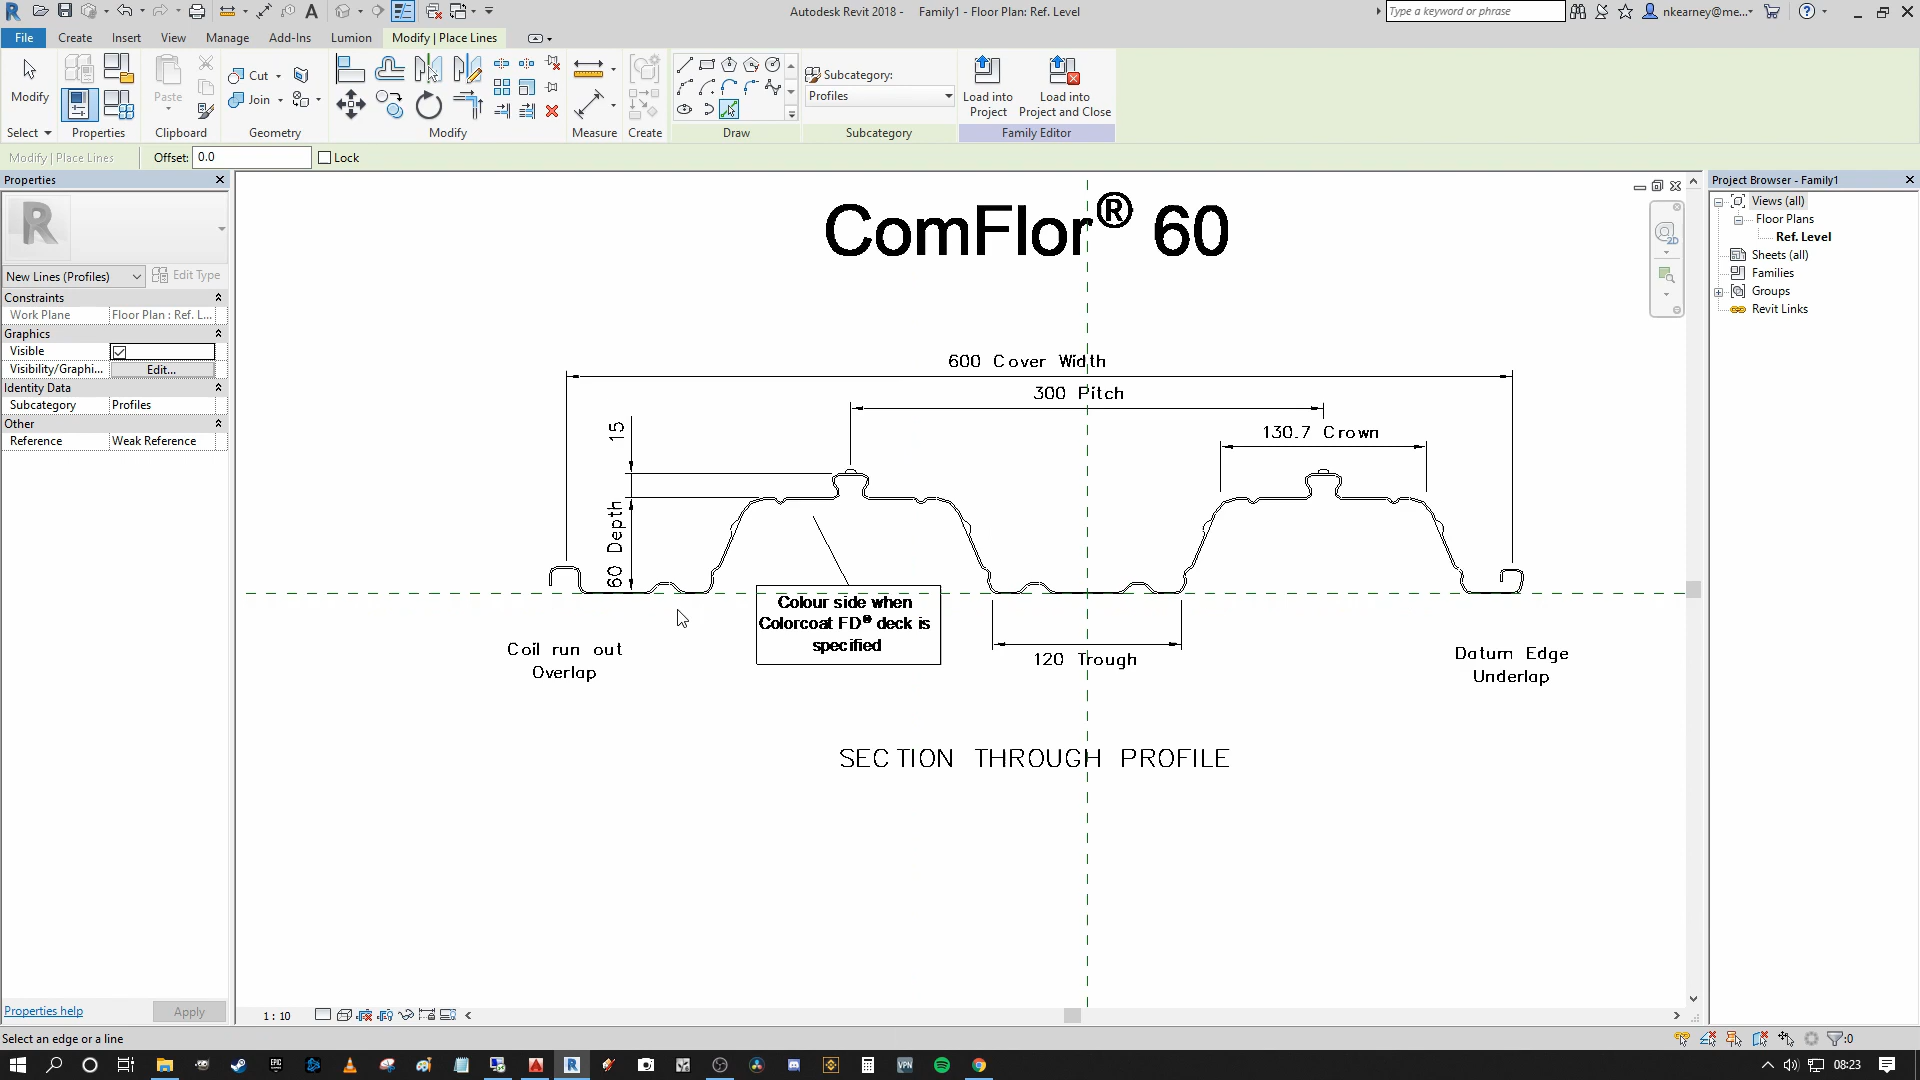 Autodesk Revit 2018 -     Family1 - Floor Plan: Ref. Level
Type a keyword or phrase
nkearney@me...
File
Create
Insert
View
Manage
Add-Ins
Lumion
Modify | Place Lines
Modify
Select
Properties
Paste
Clipboard
Cut
Join
Geometry
Modify
Measure
Create
Draw
Subcategory:
Profiles
Subcategory
Load into
Project
Load into
Project and Close
Family Editor
Modify | Place Lines
Offset: 0.0
Lock
Properties
New Lines (Profiles)
Edit Type
Constraints
Work Plane
Floor Plan : Ref. L...
Graphics
Visible
Visibility/Graphi...
Edit...
Identity Data
Subcategory
Profiles
Other
Reference
Weak Reference
Properties help
Apply
ComFlor® 60
600 Cover Width
300 Pitch
130.7 Crown
15
60 Depth
Colour side when
Colorcoat FD® deck is
specified
120 Trough
Coil run out
Overlap
Datum Edge
Underlap
SECTION THROUGH PROFILE
2D
Project Browser - Family1
Views (all)
Floor Plans
Ref. Level
Sheets (all)
Families
Groups
Revit Links
1 : 10
Select an edge or a line
:0
EPIC
VPN
08:23